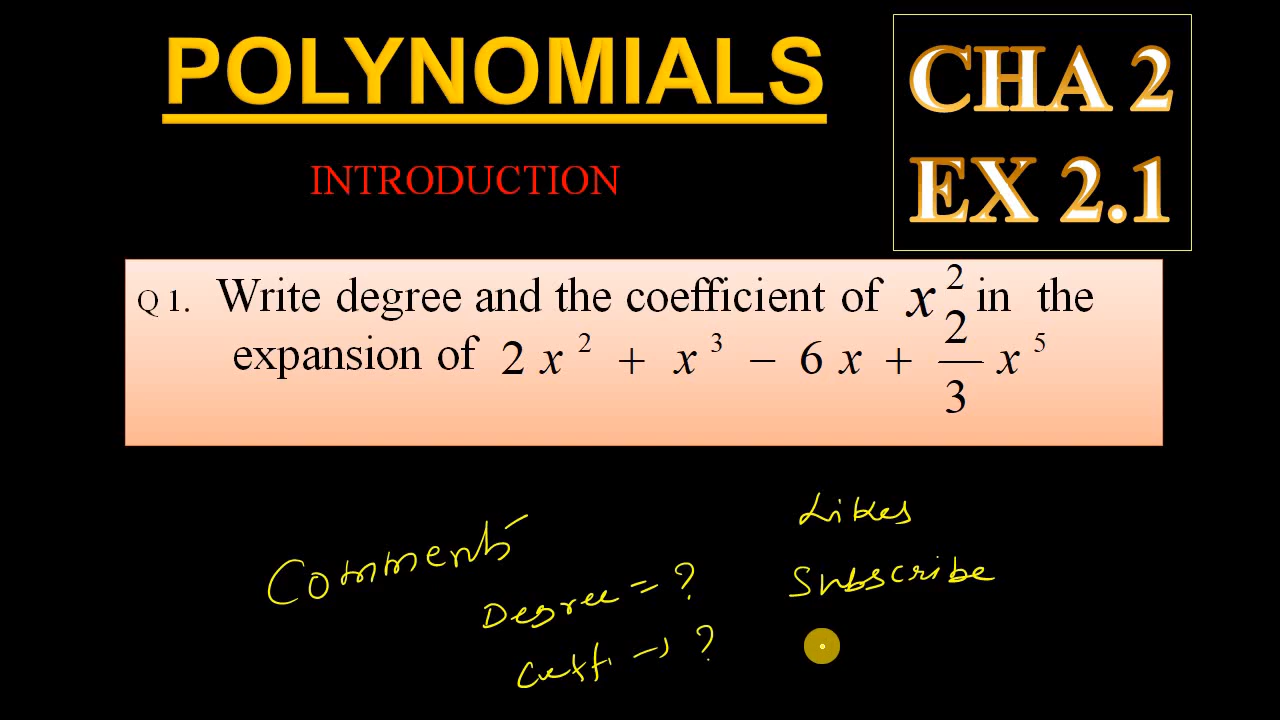 POLYNOMIALS
INTRODUCTION
CHA 2
EX 2.1
Q 1. Write degree and the coefficient of x² in the
expansion of 2x² + x³ − 6x + 2/3 x⁵
Comments
Degree = ?
Coeff. → ?
Likes
Subscribe